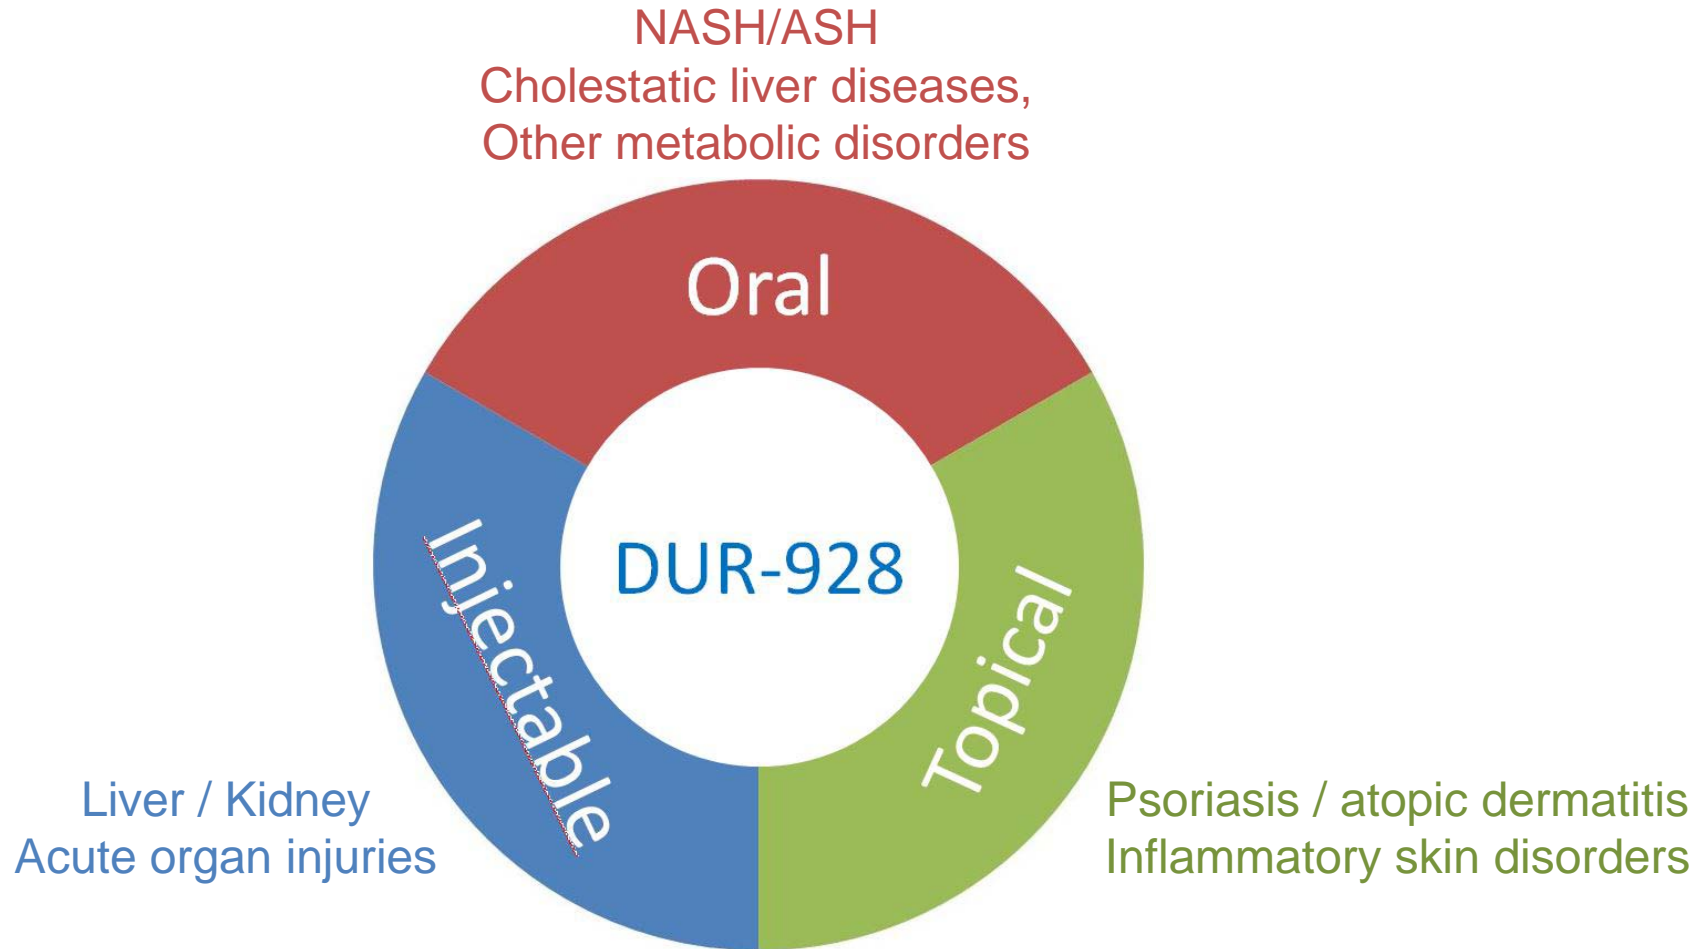 NASH/ASH
Cholestatic liver diseases,
Other metabolic disorders
Oral
DUR-928
Injectable
Topical
Liver / Kidney
Acute organ injuries
Psoriasis / atopic dermatitis
Inflammatory skin disorders